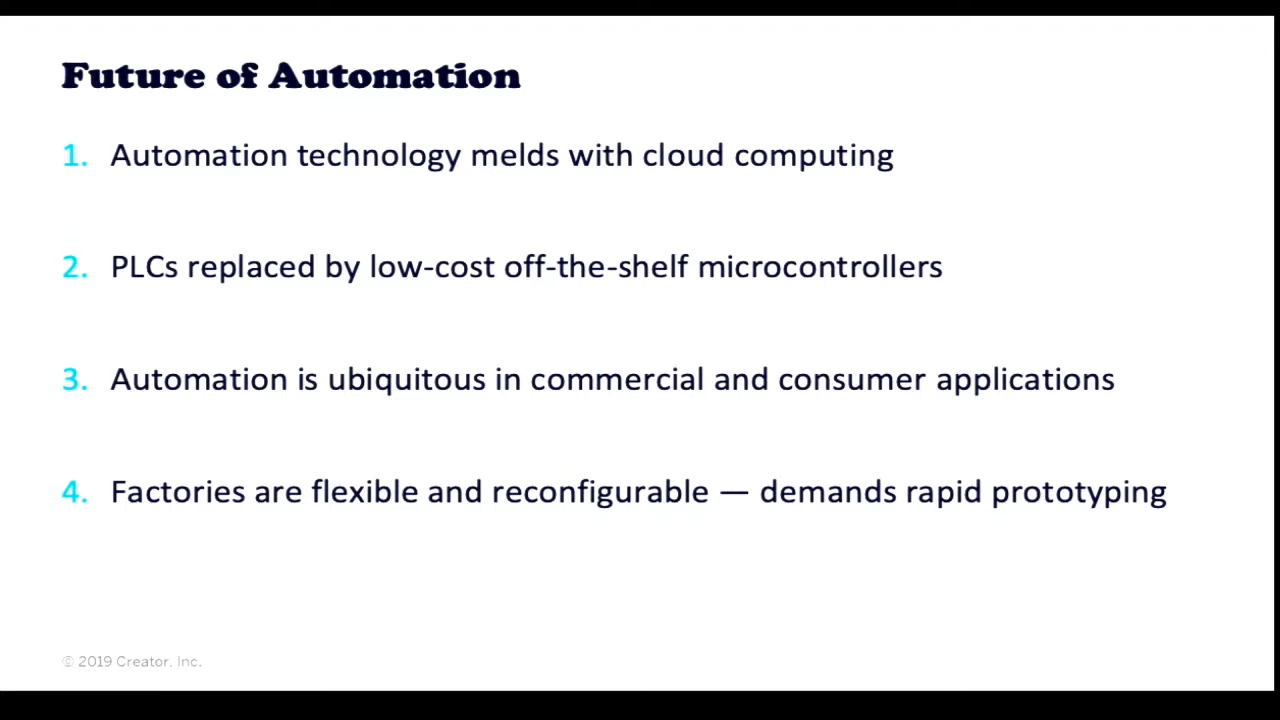 Future of Automation
1. Automation technology melds with cloud computing
2. PLCs replaced by low-cost off-the-shelf microcontrollers
3. Automation is ubiquitous in commercial and consumer applications
4. Factories are flexible and reconfigurable — demands rapid prototyping
© 2019 Creator, Inc.